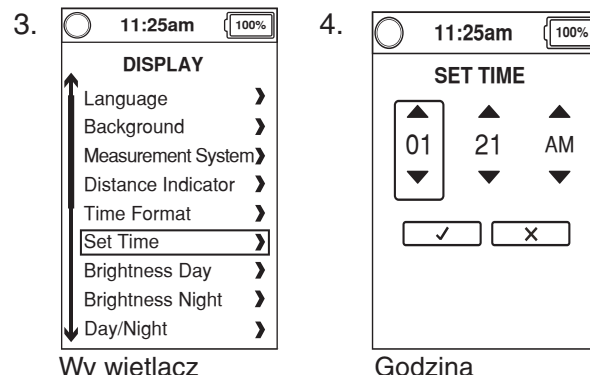 3.
11:25am 100%
DISPLAY
Language
Background
Measurement System
Distance Indicator
Time Format
Set Time
Brightness Day
Brightness Night
Day/Night
Wy wietlacz
4.
11:25am 100%
SET TIME
01 21 AM
✓ X
Godzina